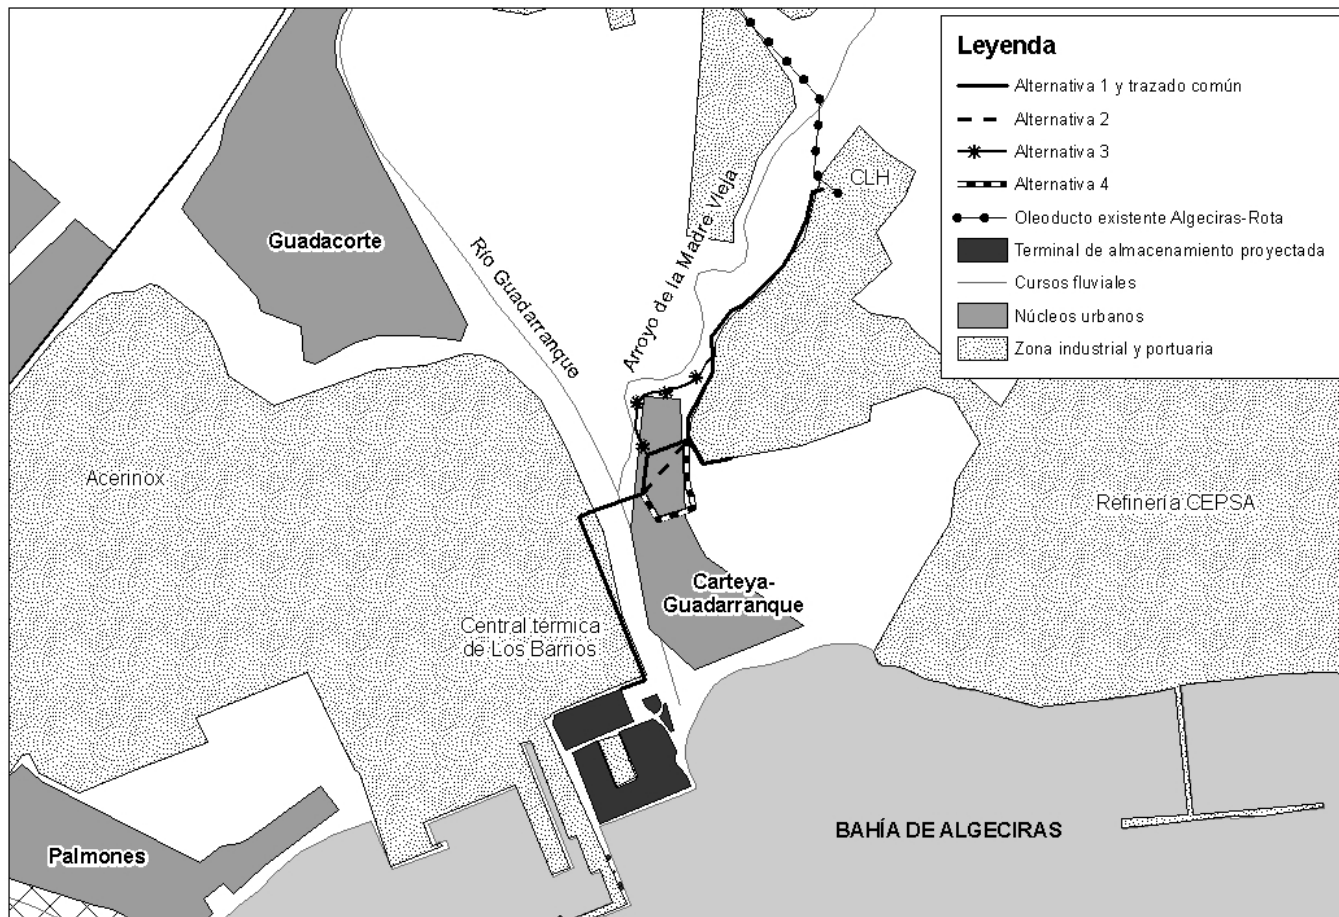 Leyenda
Alternativa 1 y trazado común
Alternativa 2
Alternativa 3
Alternativa 4
Oleoducto existente Algeciras-Rota
Terminal de almacenamiento proyectada
Cursos fluviales
Núcleos urbanos
Zona industrial y portuaria
CLH
Guadacorte
Río Guadarranque
Arroyo de la Madre Vieja
Acerinox
Refinería CEPSA
Carteya-
Guadarranque
Central térmica
de Los Barrios
BAHÍA DE ALGECIRAS
Palmones